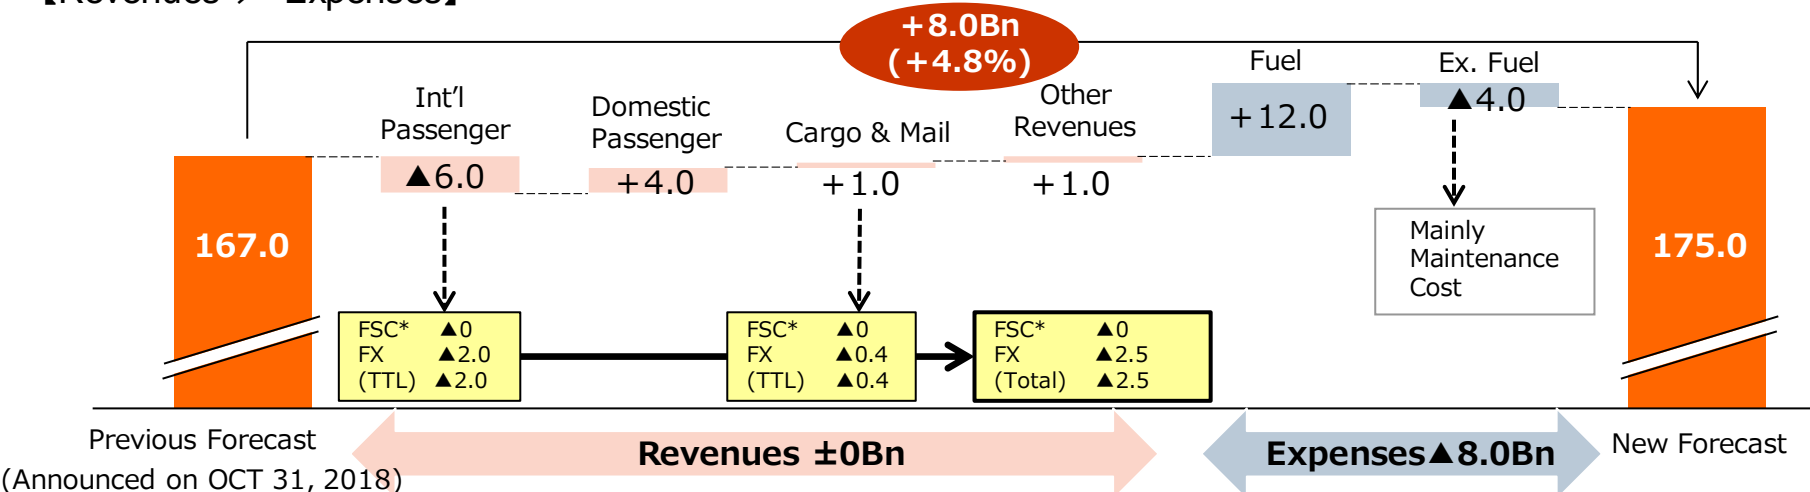 【Revenues , Expenses】
+8.0Bn
(+4.8%)
Int’l
Passenger
▲6.0
Domestic
Passenger
+4.0
Cargo & Mail
+1.0
Other
Revenues
+1.0
Fuel
+12.0
Ex. Fuel
▲4.0
Mainly
Maintenance
Cost
167.0
175.0
FSC* ▲0
FX ▲2.0
(TTL) ▲2.0
FSC* ▲0
FX ▲0.4
(TTL) ▲0.4
FSC* ▲0
FX ▲2.5
(Total) ▲2.5
Previous Forecast
(Announced on OCT 31, 2018)
Revenues ±0Bn
Expenses▲8.0Bn
New Forecast